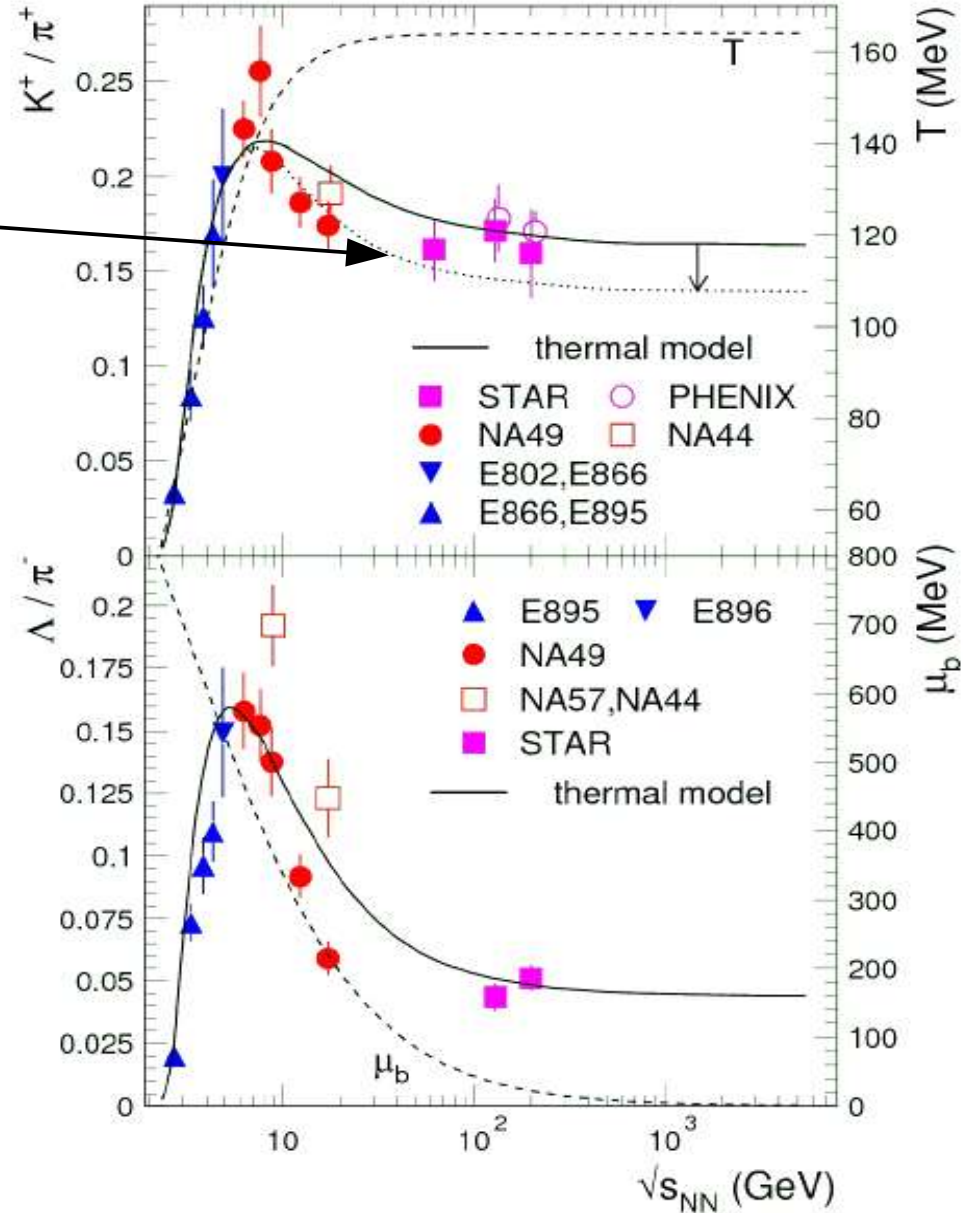 K⁺ / π⁺
T (MeV)
0.25
0.2
0.15
0.1
0.05
0
160
140
120
100
80
60
T
thermal model
STAR PHENIX
NA49 NA44
E802,E866
E866,E895
Λ / π⁻
μ_b (MeV)
0.2
0.175
0.15
0.125
0.1
0.075
0.05
0.025
0
800
700
600
500
400
300
200
100
0
E895 E896
NA49
NA57,NA44
STAR
thermal model
μ_b
10 10² 10³
√s_NN (GeV)